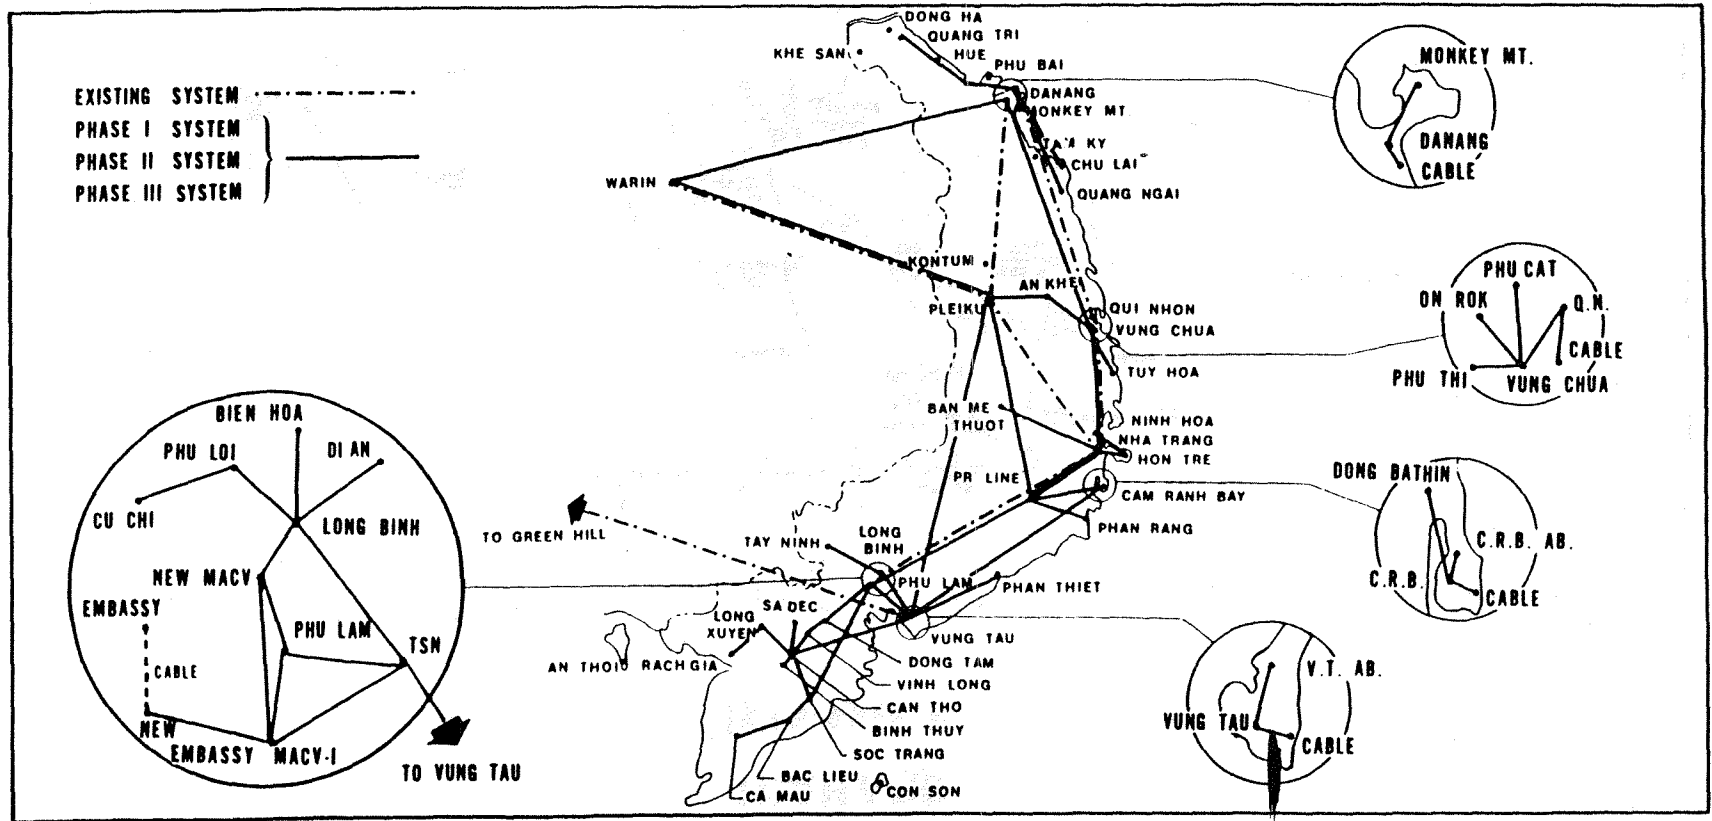 EXISTING SYSTEM
PHASE I SYSTEM
PHASE II SYSTEM
PHASE III SYSTEM
DONG HA
QUANG TRI
HUE
KHE SAN
PHU BAI
DANANG
MONKEY MT.
TAM KY
CHU LAI
QUANG NGAI
WARIN
KONTUM
AN KHE
PLEIKU
QUI NHON
VUNG CHUA
TUY HOA
BAN ME
THUOT
NINH HOA
NHA TRANG
HON TRE
PR LINE
CAM RANH BAY
PHAN RANG
TO GREEN HILL
TAY NINH
LONG
BINH
PHU LAM
PHAN THIET
SA DEC
LONG
XUYEN
VUNG TAU
AN THOI
RACH GIA
DONG TAM
VINH LONG
CAN THO
BINH THUY
SOC TRANG
BAC LIEU
CON SON
CA MAU
MONKEY MT.
DANANG
CABLE
PHU CAT
ON ROK
Q.N.
CABLE
PHU THI
VUNG CHUA
DONG BATHIN
C.R.B. AB.
C.R.B.
CABLE
V.T. AB.
VUNG TAU
CABLE
BIEN HOA
PHU LOI
DI AN
CU CHI
LONG BINH
NEW MACV
EMBASSY
PHU LAM
TSN
CABLE
NEW
EMBASSY
MACV-I
TO VUNG TAU